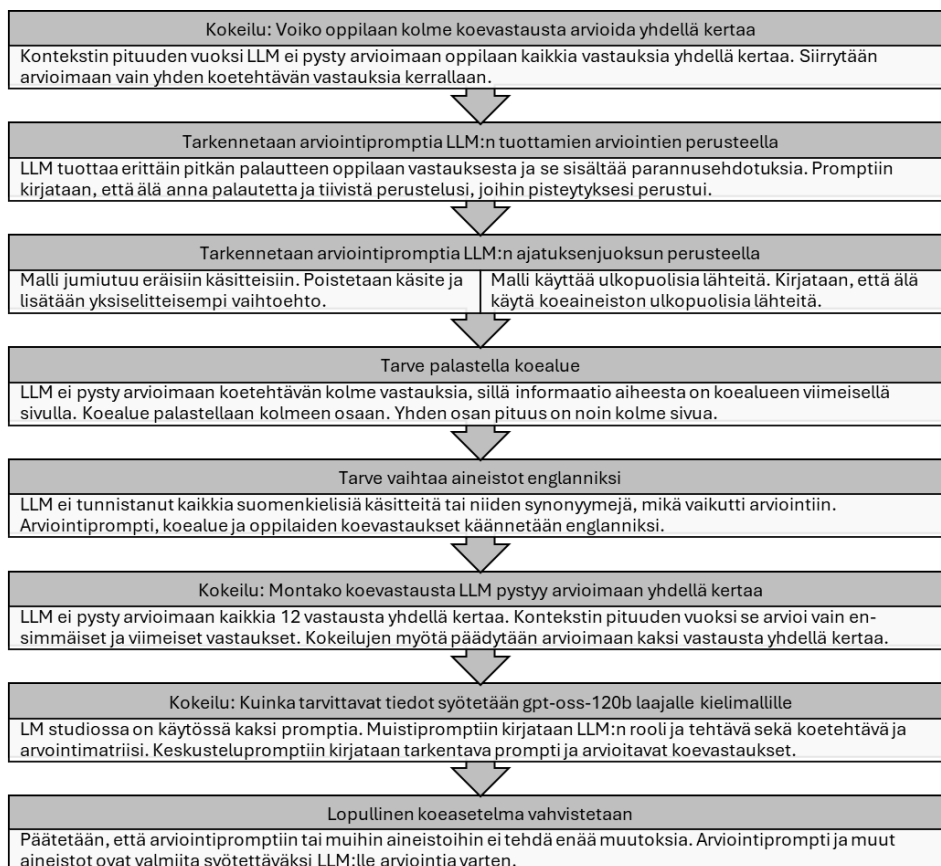 Kokeilu: Voiko oppilaan kolme koevastausta arvioida yhdellä kertaa
Kontekstin pituuden vuoksi LLM ei pysty arvioimaan oppilaan kaikkia vastauksia yhdellä kertaa. Siirrytään
arvioimaan vain yhden koetehtävän vastauksia kerrallaan.
Tarkennetaan arviointipromptia LLM:n tuottamien arviointien perusteella
LLM tuottaa erittäin pitkän palautteen oppilaan vastauksesta ja se sisältää parannusehdotuksia. Promptiin
kirjataan, että älä anna palautetta ja tiivistä perustelusi, joihin pisteytyksesi perustui.
Tarkennetaan arviointipromptia LLM:n ajatuksenjuoksun perusteella
Malli jumiutuu eräisiin käsitteisiin. Poistetaan käsite ja
lisätään yksiselitteisempi vaihtoehto.
Malli käyttää ulkopuolisia lähteitä. Kirjataan, että älä
käytä koeaineiston ulkopuolisia lähteitä.
Tarve palastella koealue
LLM ei pysty arvioimaan koetehtävän kolme vastauksia, sillä informaatio aiheesta on koealueen viimeisellä
sivulla. Koealue palastellaan kolmeen osaan. Yhden osan pituus on noin kolme sivua.
Tarve vaihtaa aineistot englanniksi
LLM ei tunnistanut kaikkia suomenkielisiä käsitteitä tai niiden synonyymejä, mikä vaikutti arviointiin.
Arviointiprompti, koealue ja oppilaiden koevastaukset käännetään englanniksi.
Kokeilu: Montako koevastausta LLM pystyy arvioimaan yhdellä kertaa
LLM ei pysty arvioimaan kaikkia 12 vastausta yhdellä kertaa. Kontekstin pituuden vuoksi se arvioi vain en-
simmäiset ja viimeiset vastaukset. Kokeilujen myötä päädytään arvioimaan kaksi vastausta yhdellä kertaa.
Kokeilu: Kuinka tarvittavat tiedot syötetään gpt-oss-120b laajalle kielimallille
LM studiossa on käytössä kaksi promptia. Muistipromptiin kirjataan LLM:n rooli ja tehtävä sekä koetehtävä ja
arvointimatriisi. Keskustelupromptiin kirjataan tarkentava prompti ja arvioitavat koevastaukset.
Lopullinen koeasetelma vahvistetaan
Päätetään, että arviointipromptiin tai muihin aineistoihin ei tehdä enää muutoksia. Arviointiprompti ja muut
aineistot ovat valmiita syötettäväksi LLM:lle arviointia varten.